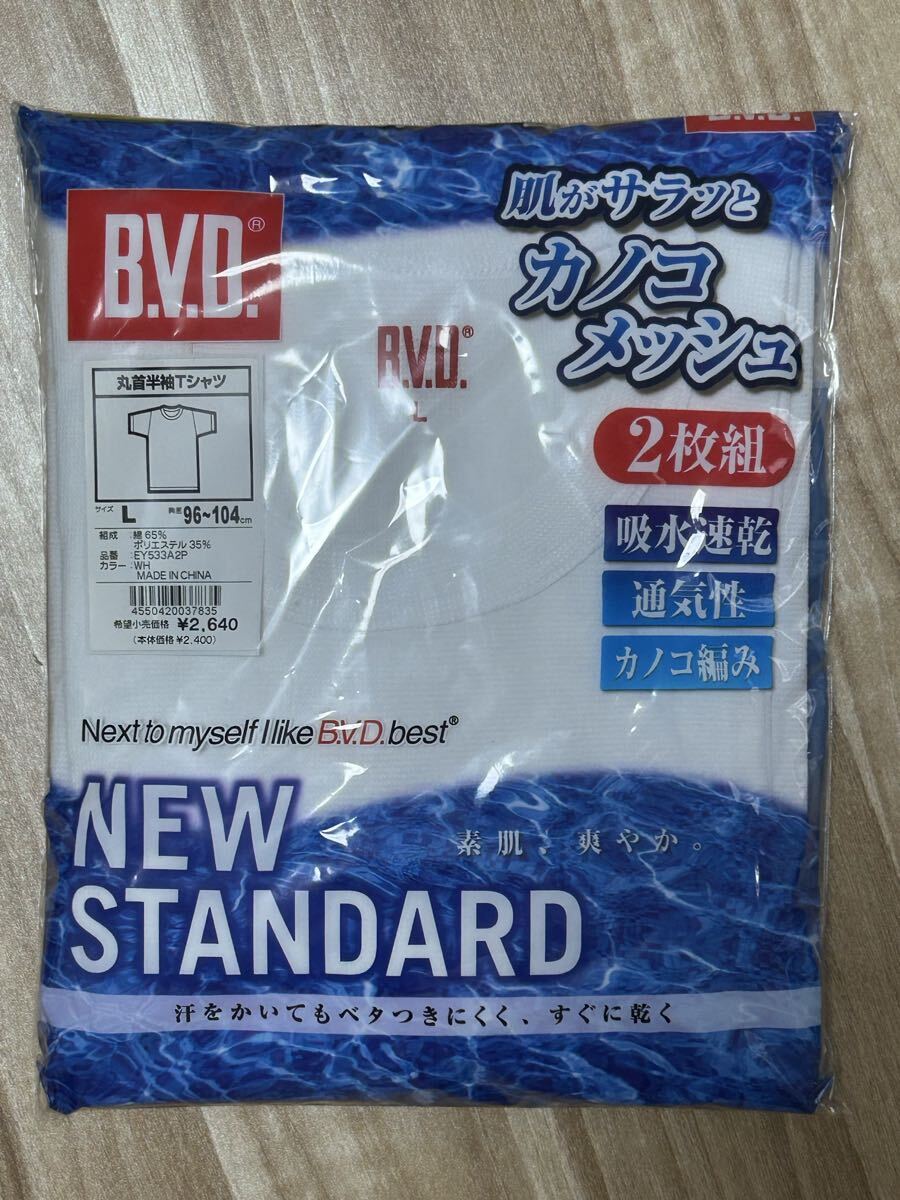 B.V.D.
B.V.D.®
肌がサラッと
カノコ
メッシュ
B.V.D.®
L
2枚組
吸水速乾
通気性
カノコ編み
丸首半袖Tシャツ
サイズ L 胸囲 96~104cm
組成 :綿 65%
ポリエステル 35%
品番 :EY533A2P
カラー :WH
MADE IN CHINA
4550420037835
希望小売価格 ¥2,640
(本体価格 ¥2,400)
Next to myself I like B.V.D. best®
NEW
STANDARD
素肌、爽やか。
汗をかいてもベタつきにくく、すぐに乾く